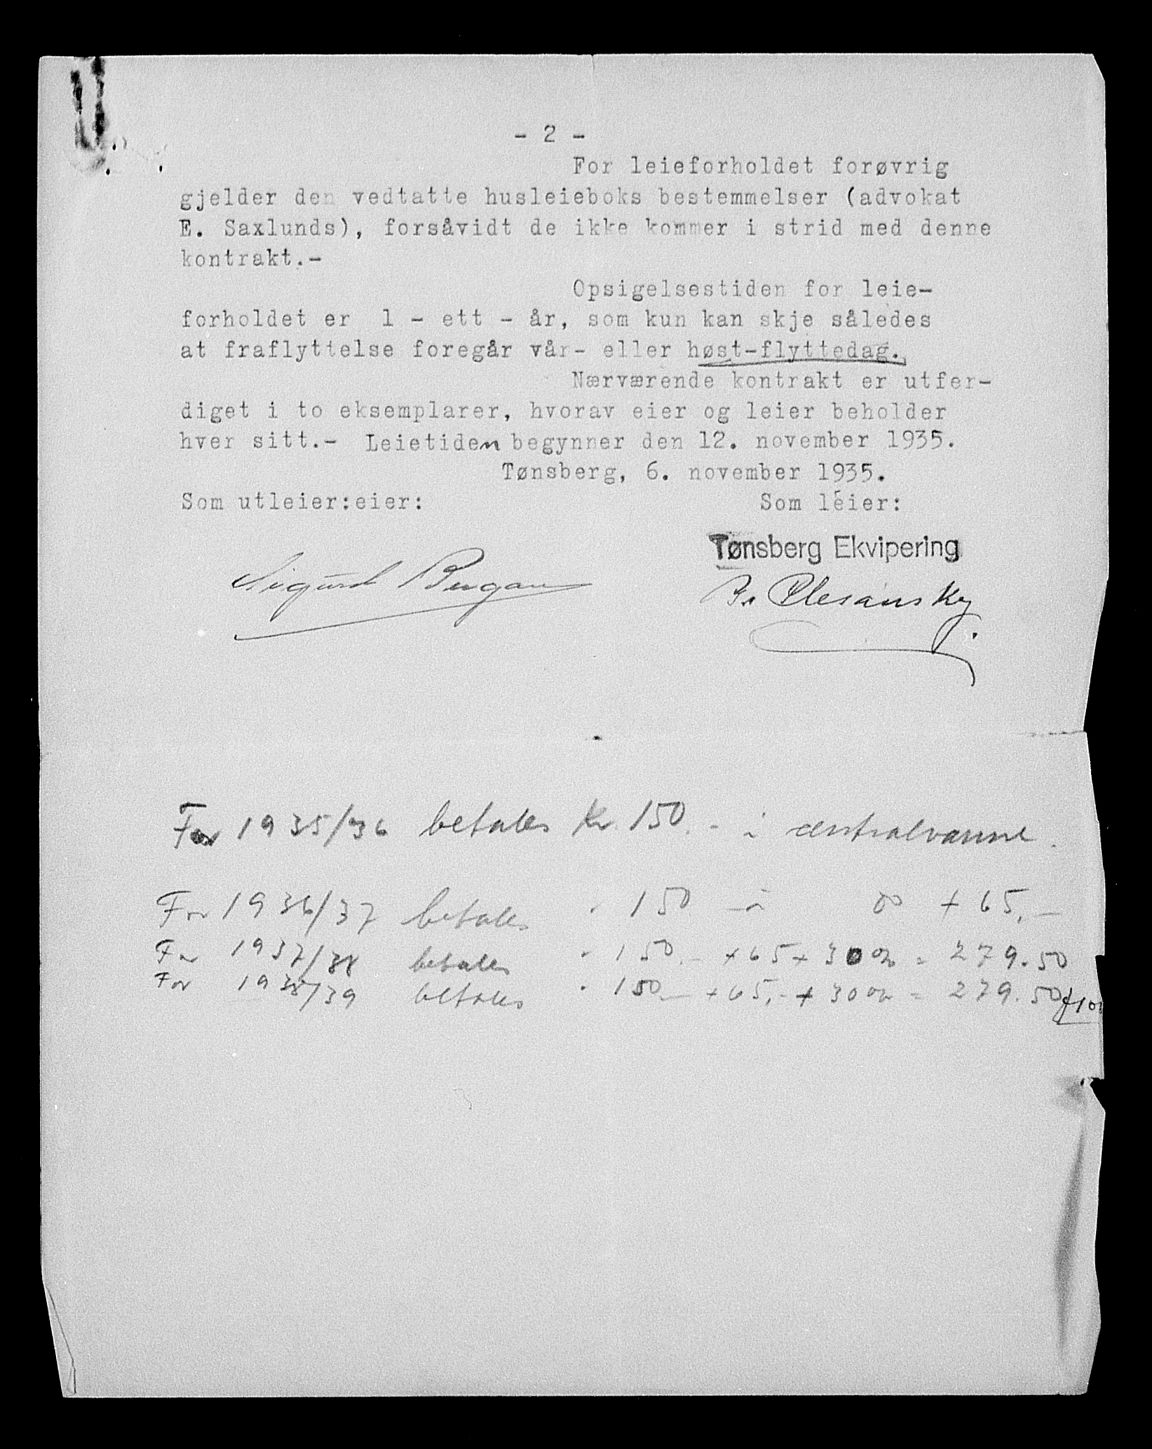 - 2 -
For leieforholdet forøvrig
gjelder den vedtatte husleieboks bestemmelser (advokat
E. Saxlunds), forsåvidt de ikke kommer i strid med denne
kontrakt.-
Opsigelsestiden for leie-
forholdet er 1 - ett - år, som kun kan skje således
at fraflyttelse foregår vår- eller høst-flyttedag.
Nærværende kontrakt er utfer-
diget i to eksemplarer, hvorav eier og leier beholder
hver sitt.- Leietiden begynner den 12. november 1935.
Tønsberg, 6. november 1935.
Som utleier:eier: Som leier:
Tønsberg Ekvipering
Sigurd Bergan
For 1935/36 betales Kr. 150.- i centralvarme.
For 1936/37 betales " 150 + 65,-
For 1937/38 betales " 150.- + 65 + 30% = 279.50
For 1938/39 betales " 150.- + 65,- + 30% = 279.50